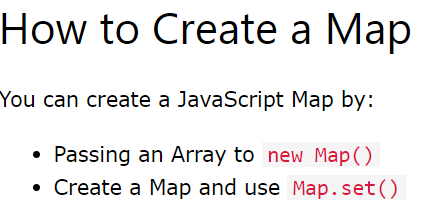 How to Create a Map
You can create a JavaScript Map by:
• Passing an Array to new Map()
• Create a Map and use Map.set()